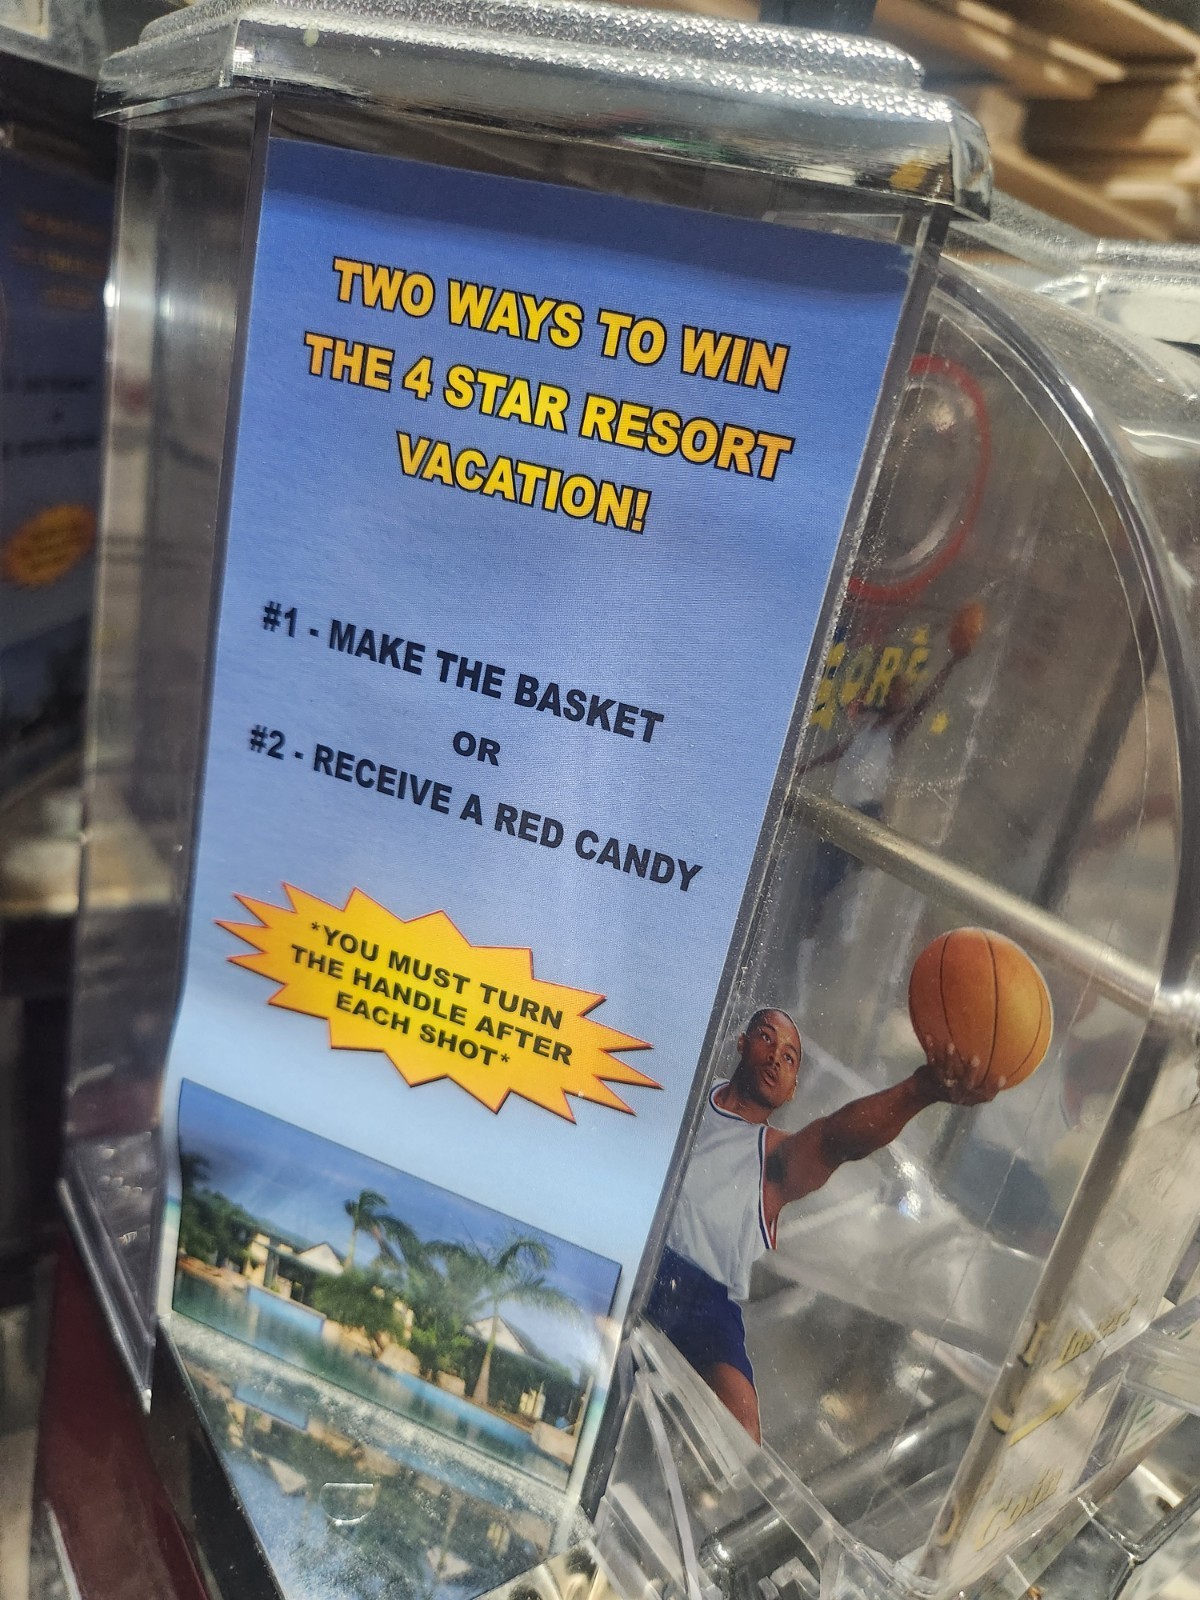 TWO WAYS TO WIN
THE 4 STAR RESORT
VACATION!
#1 - MAKE THE BASKET
OR
#2 - RECEIVE A RED CANDY
*YOU MUST TURN
THE HANDLE AFTER
EACH SHOT*
Insert